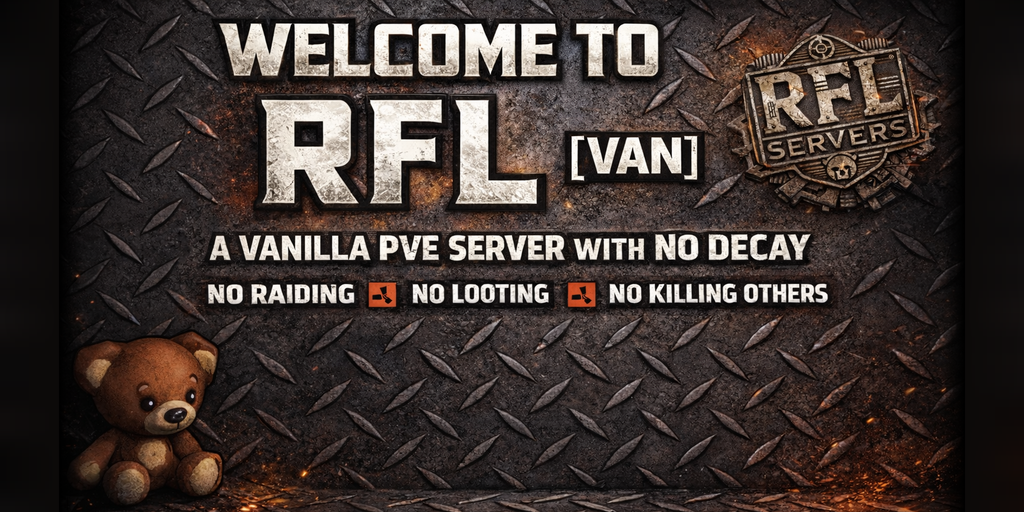 WELCOME TO
RFL [VAN]
A VANILLA PVE SERVER WITH NO DECAY
NO RAIDING NO LOOTING NO KILLING OTHERS
RFL
SERVERS